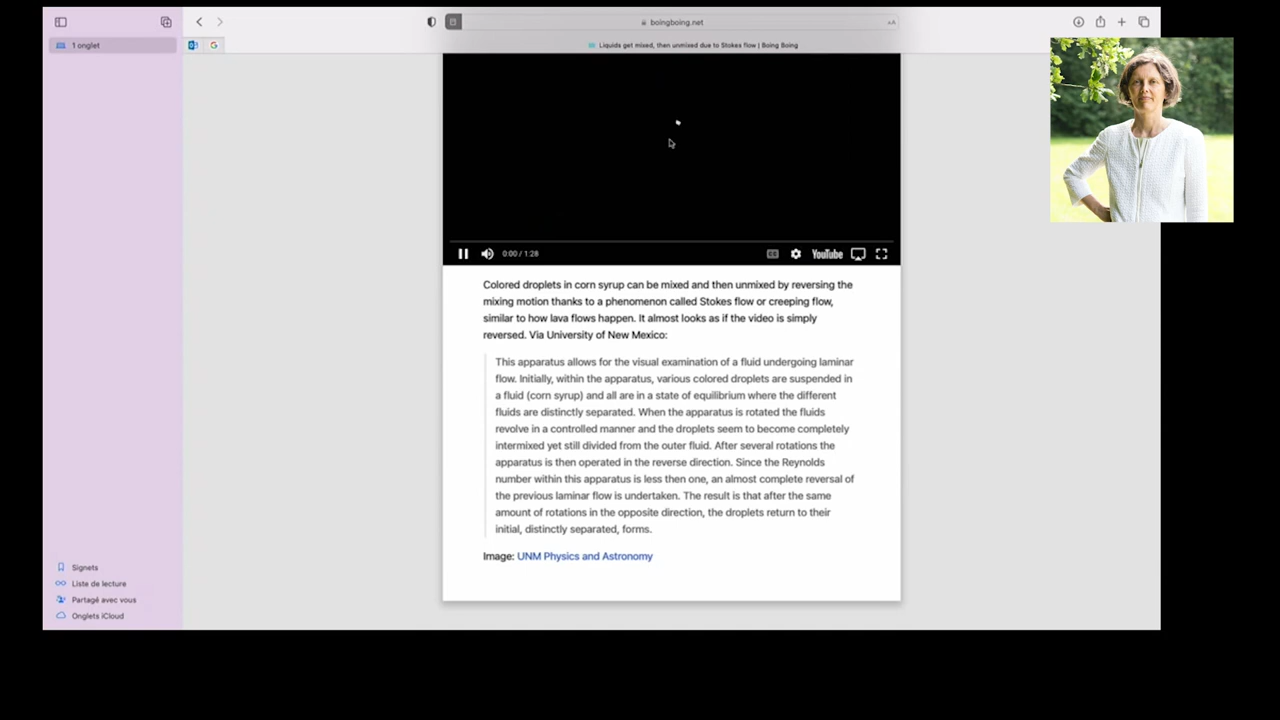 boingboing.net
1 onglet
Liquids get mixed, then unmixed due to Stokes flow | Boing Boing
0:00 / 1:28
CC
YouTube
Colored droplets in corn syrup can be mixed and then unmixed by reversing the
mixing motion thanks to a phenomenon called Stokes flow or creeping flow,
similar to how lava flows happen. It almost looks as if the video is simply
reversed. Via University of New Mexico:
This apparatus allows for the visual examination of a fluid undergoing laminar
flow. Initially, within the apparatus, various colored droplets are suspended in
a fluid (corn syrup) and all are in a state of equilibrium where the different
fluids are distinctly separated. When the apparatus is rotated the fluids
revolve in a controlled manner and the droplets seem to become completely
intermixed yet still divided from the outer fluid. After several rotations the
apparatus is then operated in the reverse direction. Since the Reynolds
number within this apparatus is less then one, an almost complete reversal of
the previous laminar flow is undertaken. The result is that after the same
amount of rotations in the opposite direction, the droplets return to their
initial, distinctly separated, forms.
Image: UNM Physics and Astronomy
Signets
Liste de lecture
Partagé avec vous
Onglets iCloud